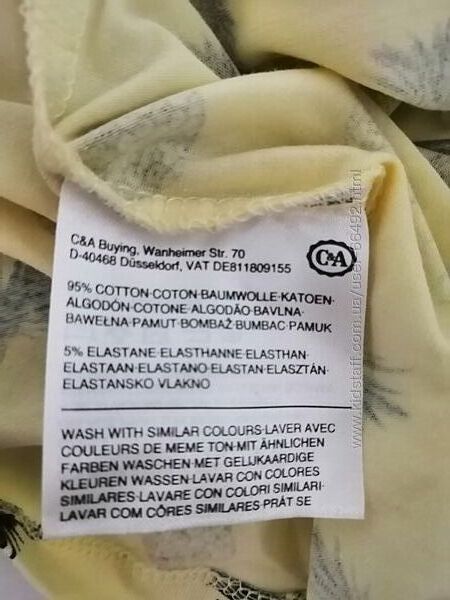 C&A Buying, Wanheimer Str. 70
D-40468 Düsseldorf, VAT DE811809155
C&A
95% COTTON·COTON·BAUMWOLLE·KATOEN·
ALGODÓN·COTONE·ALGODÃO·BAVLNA·
BAWEŁNA·PAMUT·BOMBAŽ·BUMBAC·PAMUK
5% ELASTANE·ELASTHANNE·ELASTHAN·
ELASTAAN·ELASTANO·ELASTAN·ELASZTÁN·
ELASTANSKO VLAKNO
WASH WITH SIMILAR COLOURS·LAVER AVEC
COULEURS DE MEME TON·MIT ÄHNLICHEN
FARBEN WASCHEN·MET GELIJKAARDIGE
KLEUREN WASSEN·LAVAR CON COLORES
SIMILARES·LAVARE CON COLORI SIMILARI·
LAVAR COM CÔRES SIMILARES·PRÁT SE